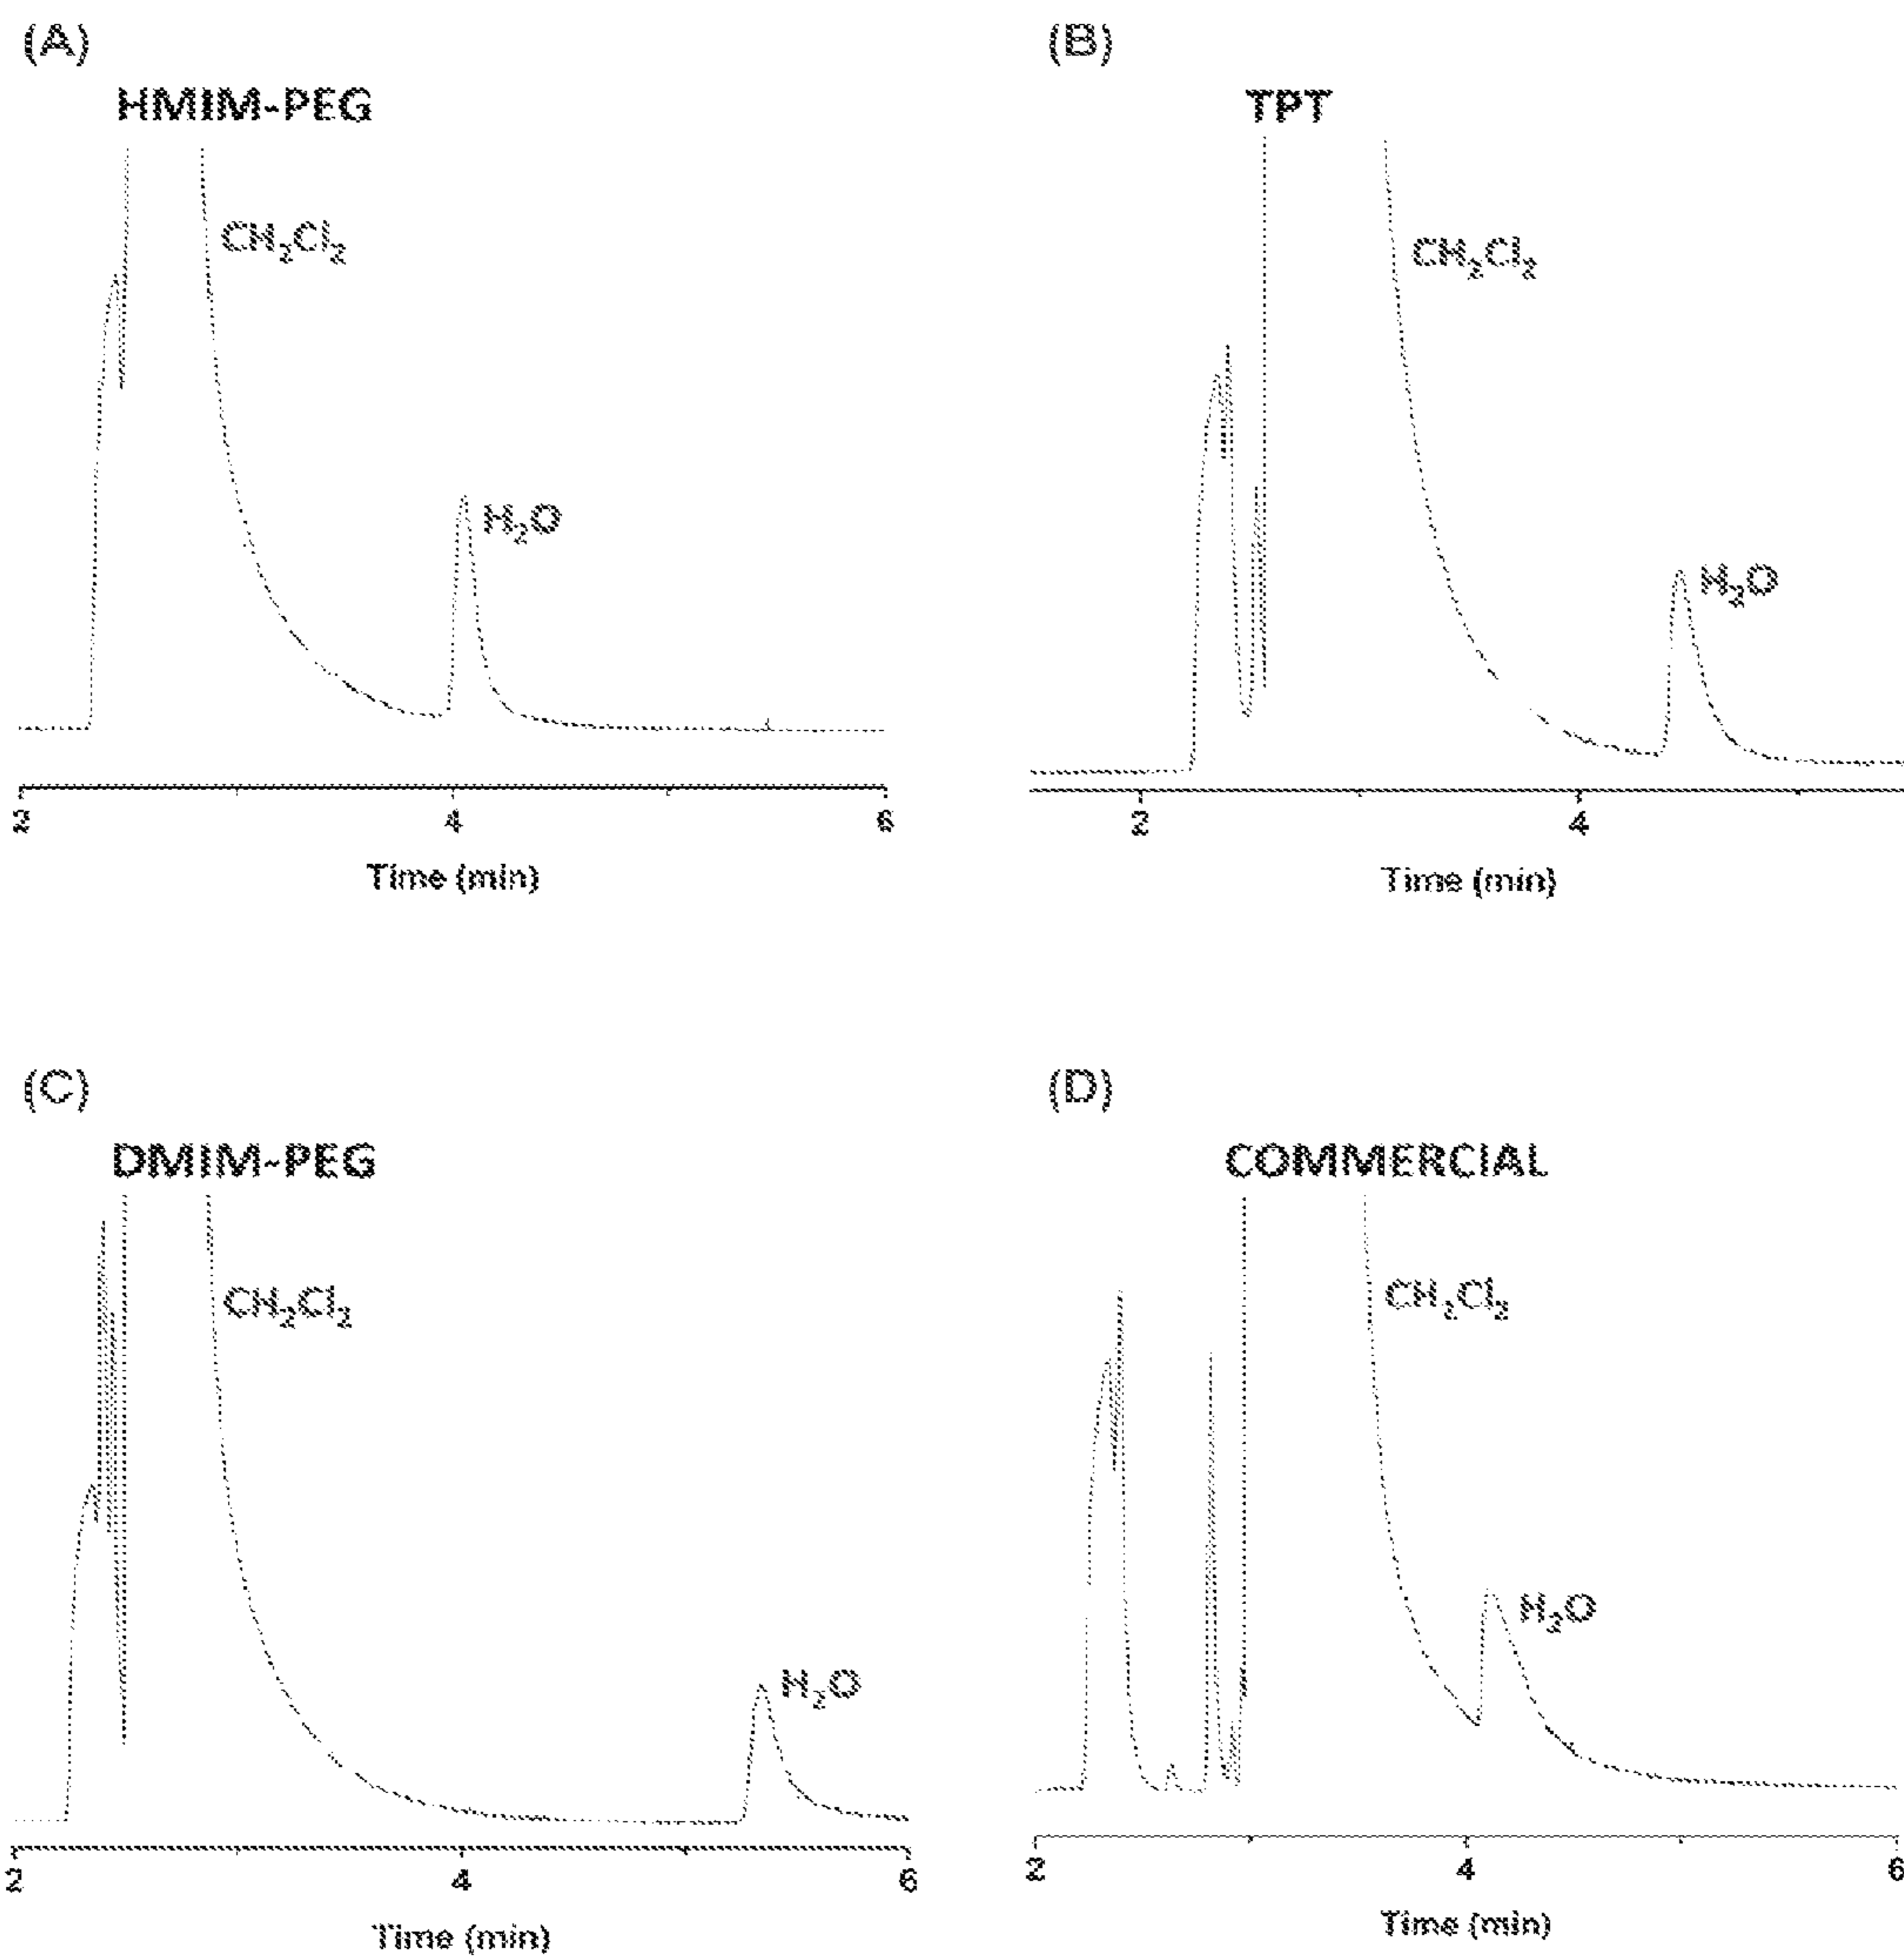 (A)
HMIM-PEG
CH₂Cl₂
H₂O
2 4 6
Time (min)
(B)
TPT
CH₂Cl₂
H₂O
2 4
Time (min)
(C)
DMIM-PEG
CH₂Cl₂
H₂O
2 4 6
Time (min)
(D)
COMMERCIAL
CH₂Cl₂
H₂O
2 4 6
Time (min)